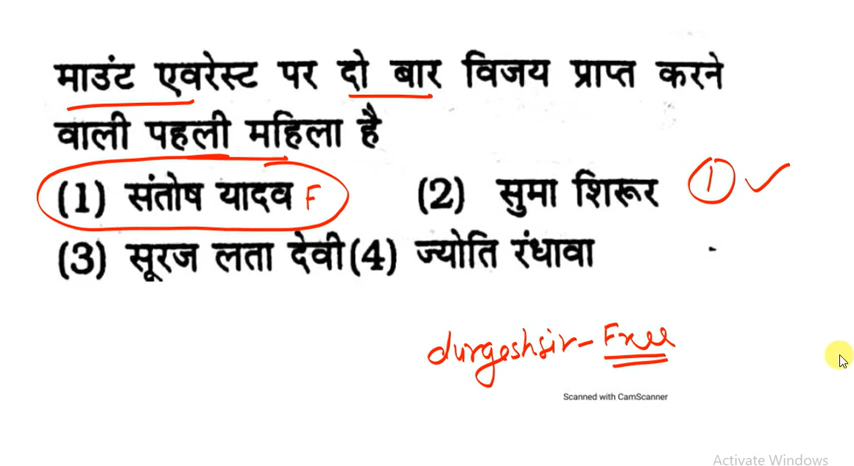 माउंट एवरेस्ट पर दो बार विजय प्राप्त करने
वाली पहली महिला है
(1) संतोष यादव F (2) सुमा शिरूर ① ✓
(3) सूरज लता देवी (4) ज्योति रंधावा
durgeshsir - Free
Scanned with CamScanner
Activate Windows